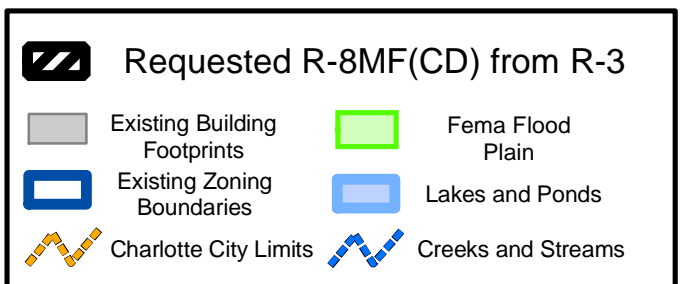 Requested R-8MF(CD) from R-3
Existing Building
Footprints
Fema Flood
Plain
Existing Zoning
Boundaries
Lakes and Ponds
Charlotte City Limits
Creeks and Streams